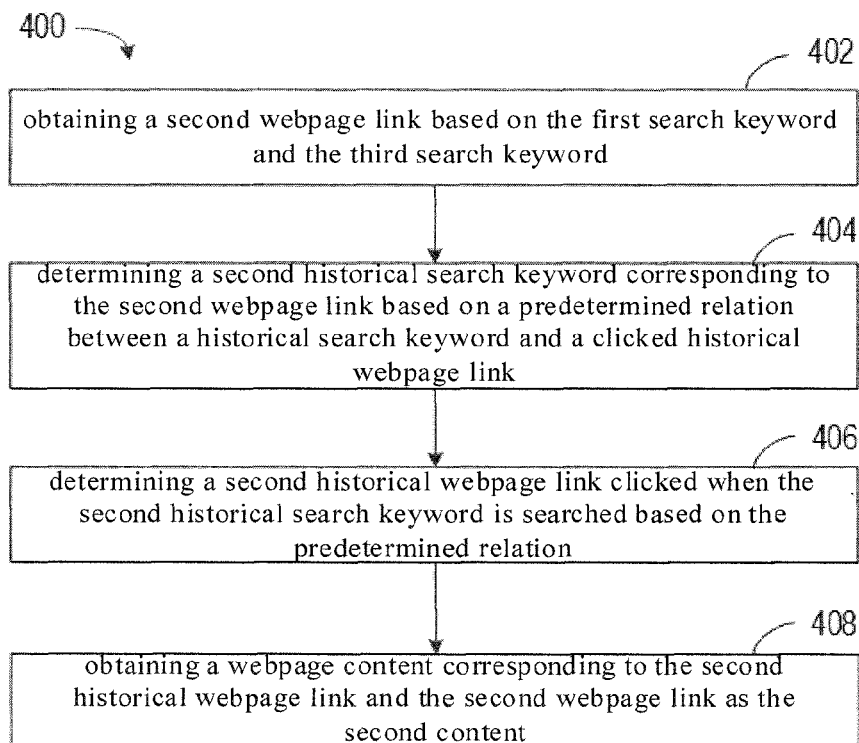 400
402
obtaining a second webpage link based on the first search keyword
and the third search keyword
404
determining a second historical search keyword corresponding to
the second webpage link based on a predetermined relation
between a historical search keyword and a clicked historical
webpage link
406
determining a second historical webpage link clicked when the
second historical search keyword is searched based on the
predetermined relation
408
obtaining a webpage content corresponding to the second
historical webpage link and the second webpage link as the
second content